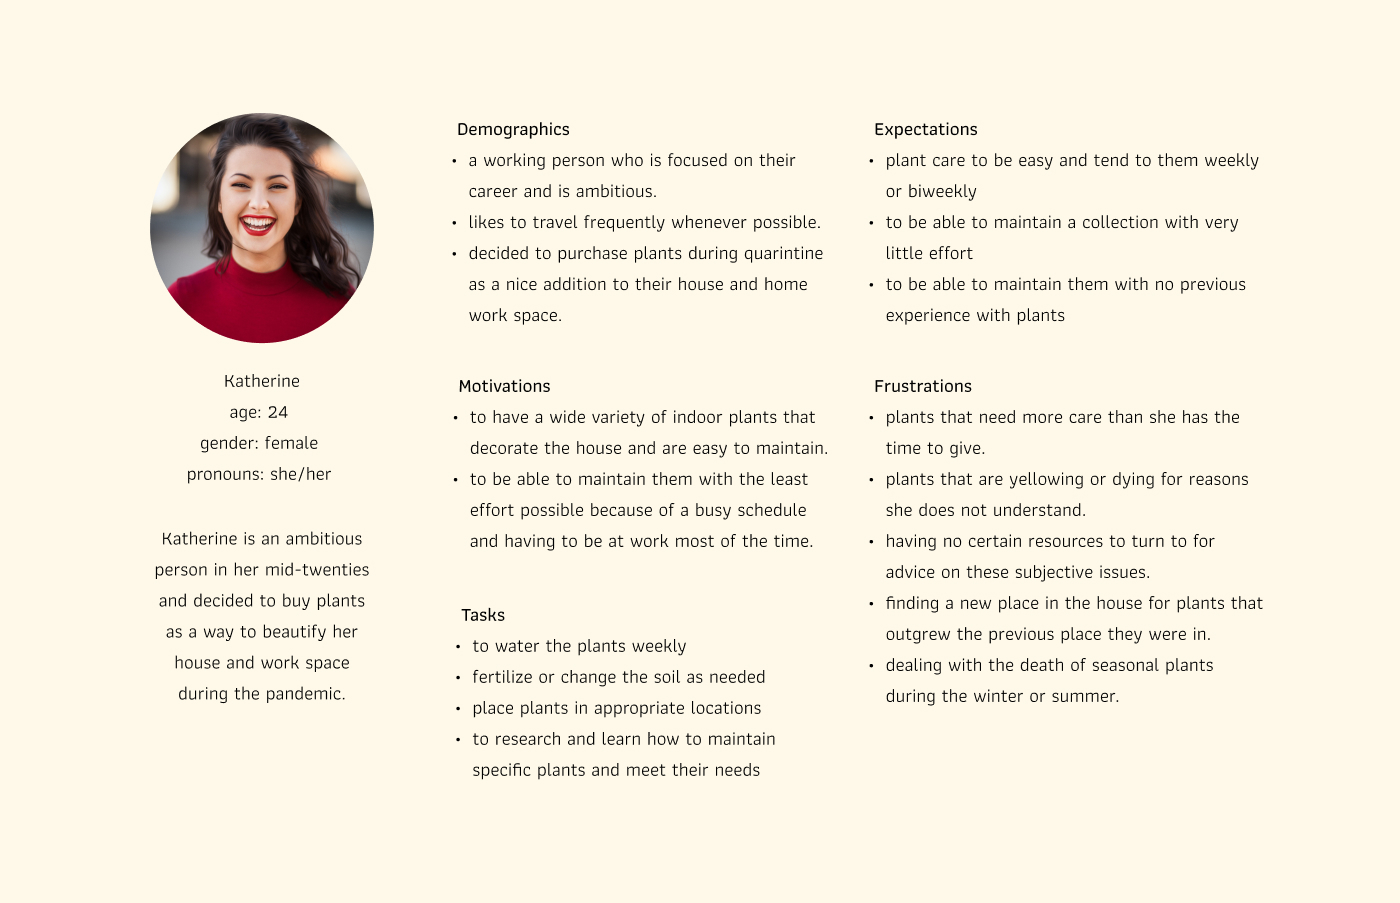 Katherine
age: 24
gender: female
pronouns: she/her
Katherine is an ambitious
person in her mid-twenties
and decided to buy plants
as a way to beautify her
house and work space
during the pandemic.
Demographics
• a working person who is focused on their
career and is ambitious.
• likes to travel frequently whenever possible.
• decided to purchase plants during quarintine
as a nice addition to their house and home
work space.
Motivations
• to have a wide variety of indoor plants that
decorate the house and are easy to maintain.
• to be able to maintain them with the least
effort possible because of a busy schedule
and having to be at work most of the time.
Tasks
• to water the plants weekly
• fertilize or change the soil as needed
• place plants in appropriate locations
• to research and learn how to maintain
specific plants and meet their needs
Expectations
• plant care to be easy and tend to them weekly
or biweekly
• to be able to maintain a collection with very
little effort
• to be able to maintain them with no previous
experience with plants
Frustrations
• plants that need more care than she has the
time to give.
• plants that are yellowing or dying for reasons
she does not understand.
• having no certain resources to turn to for
advice on these subjective issues.
• finding a new place in the house for plants that
outgrew the previous place they were in.
• dealing with the death of seasonal plants
during the winter or summer.